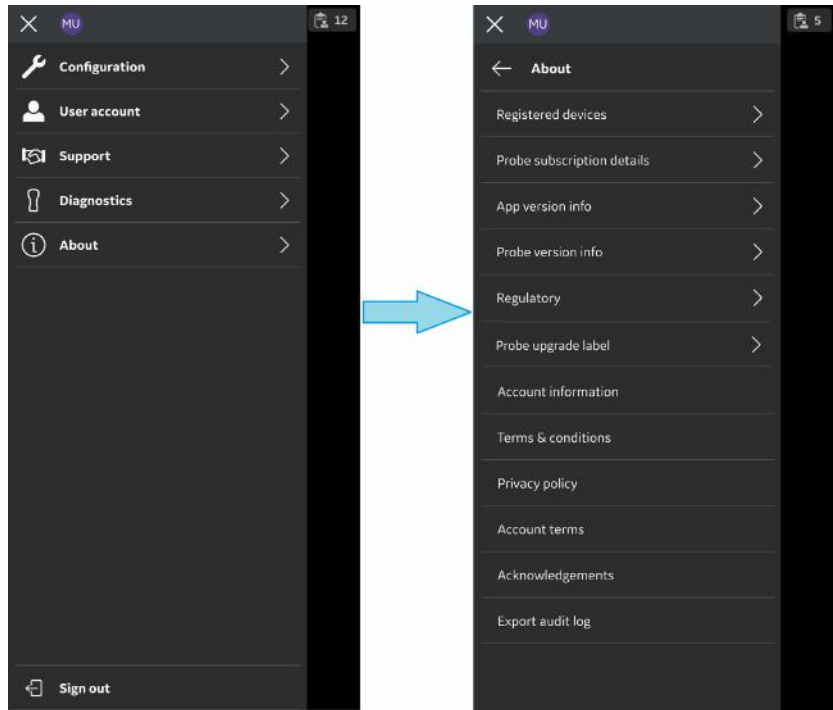 MU
12
Configuration
User account
Support
Diagnostics
About
Sign out
MU
5
About
Registered devices
Probe subscription details
App version info
Probe version info
Regulatory
Probe upgrade label
Account information
Terms & conditions
Privacy policy
Account terms
Acknowledgements
Export audit log